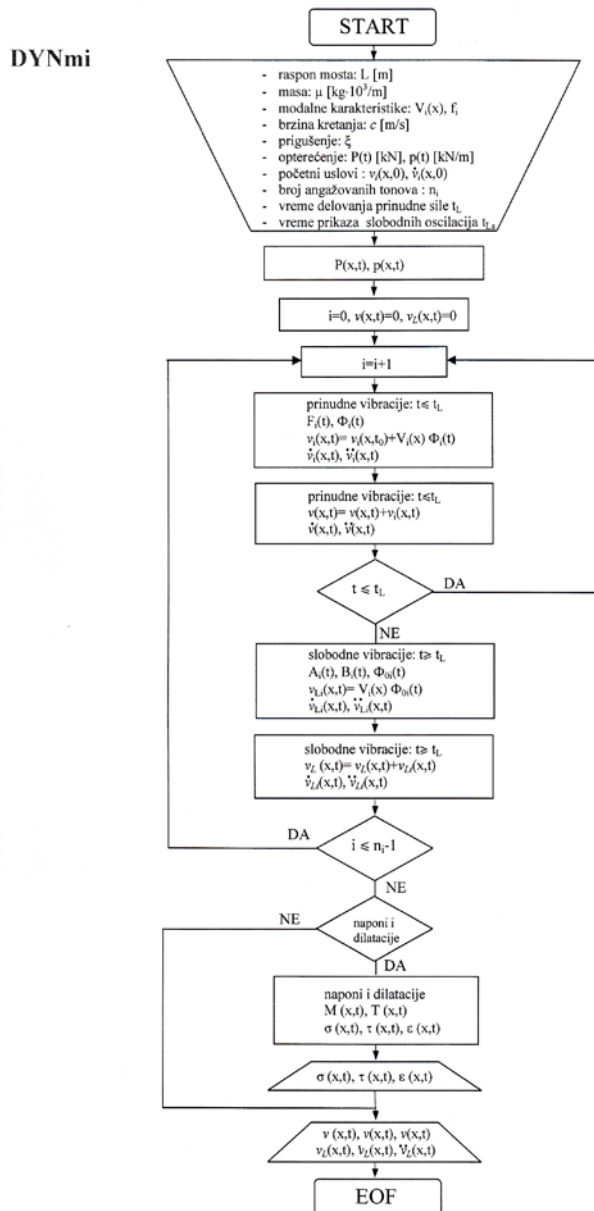 START
DYNmi
- raspon mosta: L [m]
- masa: μ [kg·10³/m]
- modalne karakteristike: Vᵢ(x), fᵢ
- brzina kretanja: c [m/s]
- prigušenje: ξ
- opterećenje: P(t) [kN], p(t) [kN/m]
- početni uslovi : vᵢ(x,0), v̇ᵢ(x,0)
- broj angažovanih tonova : nᵢ
- vreme delovanja prinudne sile t_L
- vreme prikaza slobodnih oscilacija t_Ls
P(x,t), p(x,t)
i=0, v(x,t)=0, v_L(x,t)=0
i=i+1
prinudne vibracije: t⩽ t_L
Fᵢ(t), Φᵢ(t)
vᵢ(x,t)= vᵢ(x,t₀)+Vᵢ(x) Φᵢ(t)
v̇ᵢ(x,t), v̈ᵢ(x,t)
prinudne vibracije: t⩽t_L
v(x,t)= v(x,t)+vᵢ(x,t)
v̇(x,t), v̈(x,t)
t ⩽ t_L
DA
NE
slobodne vibracije: t⩾ t_L
Aᵢ(t), Bᵢ(t), Φ₀ᵢ(t)
v_Li(x,t)= Vᵢ(x) Φ₀ᵢ(t)
v̇_Li(x,t), v̈_Li(x,t)
slobodne vibracije: t⩾ t_L
v_L (x,t)= v_L(x,t)+v_Li(x,t)
v̇_Li(x,t), v̈_Li(x,t)
DA
i ⩽ nᵢ-1
NE
NE
naponi i
dilatacije
DA
naponi i dilatacije
M (x,t), T (x,t)
σ (x,t), τ (x,t), ε (x,t)
σ (x,t), τ (x,t), ε (x,t)
v (x,t), v(x,t), v(x,t)
v_L(x,t), v̇_L(x,t), v̈_L(x,t)
EOF